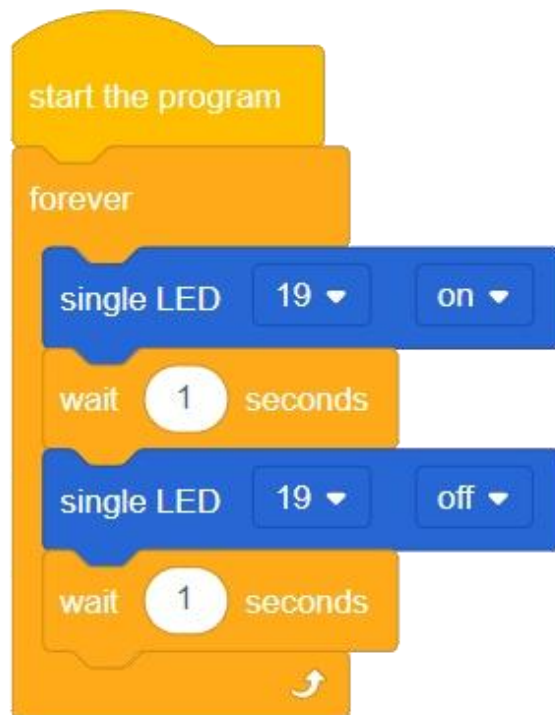 start the program
forever
single LED 19 on
wait 1 seconds
single LED 19 off
wait 1 seconds